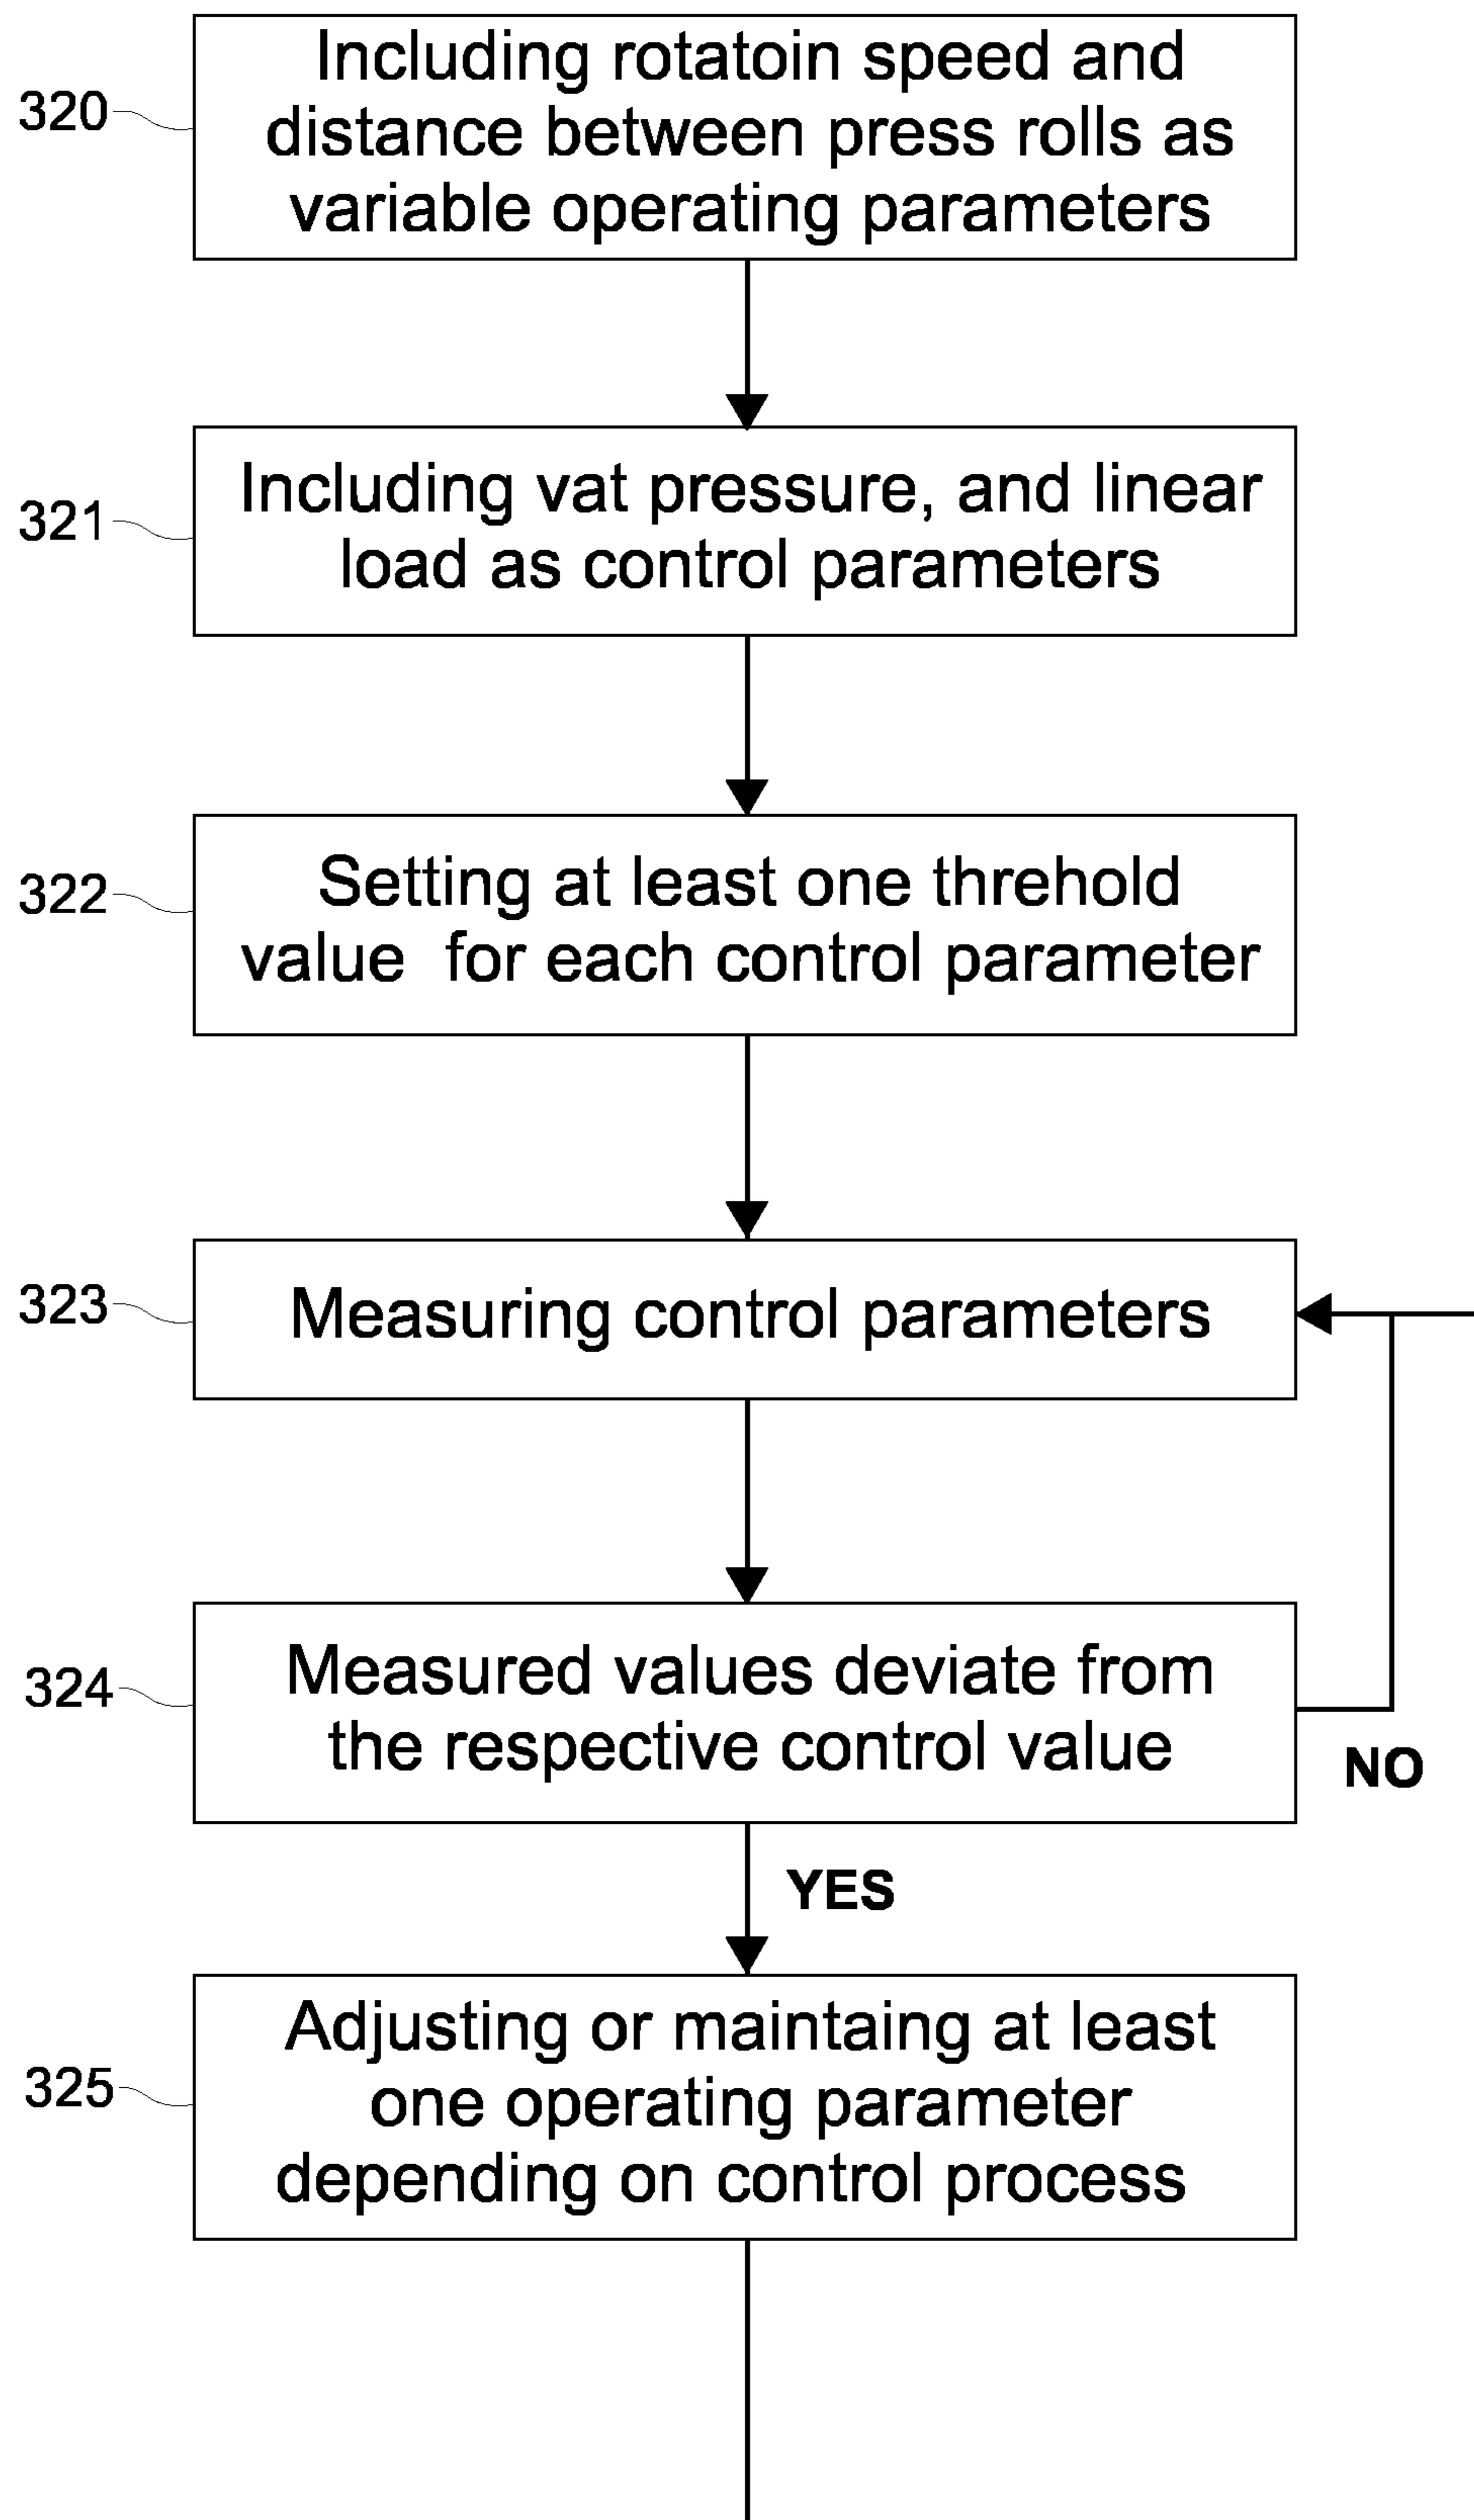 320
Including rotatoin speed and
distance between press rolls as
variable operating parameters
321
Including vat pressure, and linear
load as control parameters
322
Setting at least one threhold
value  for each control parameter
323
Measuring control parameters
324
Measured values deviate from
the respective control value
NO
YES
325
Adjusting or maintaing at least
one operating parameter
depending on control process